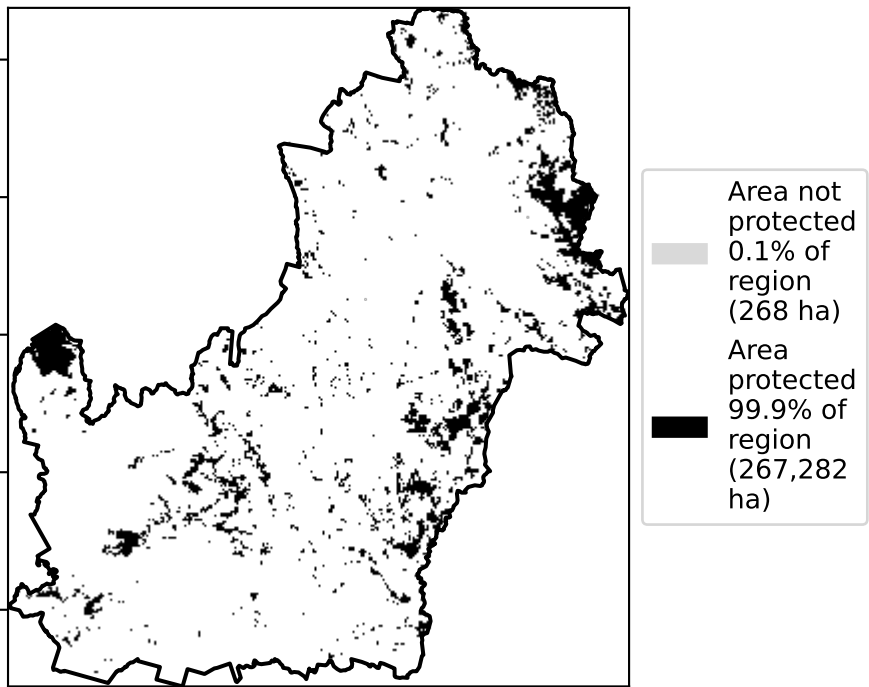 Area not
protected
0.1% of
region
(268 ha)
Area
protected
99.9% of
region
(267,282
ha)